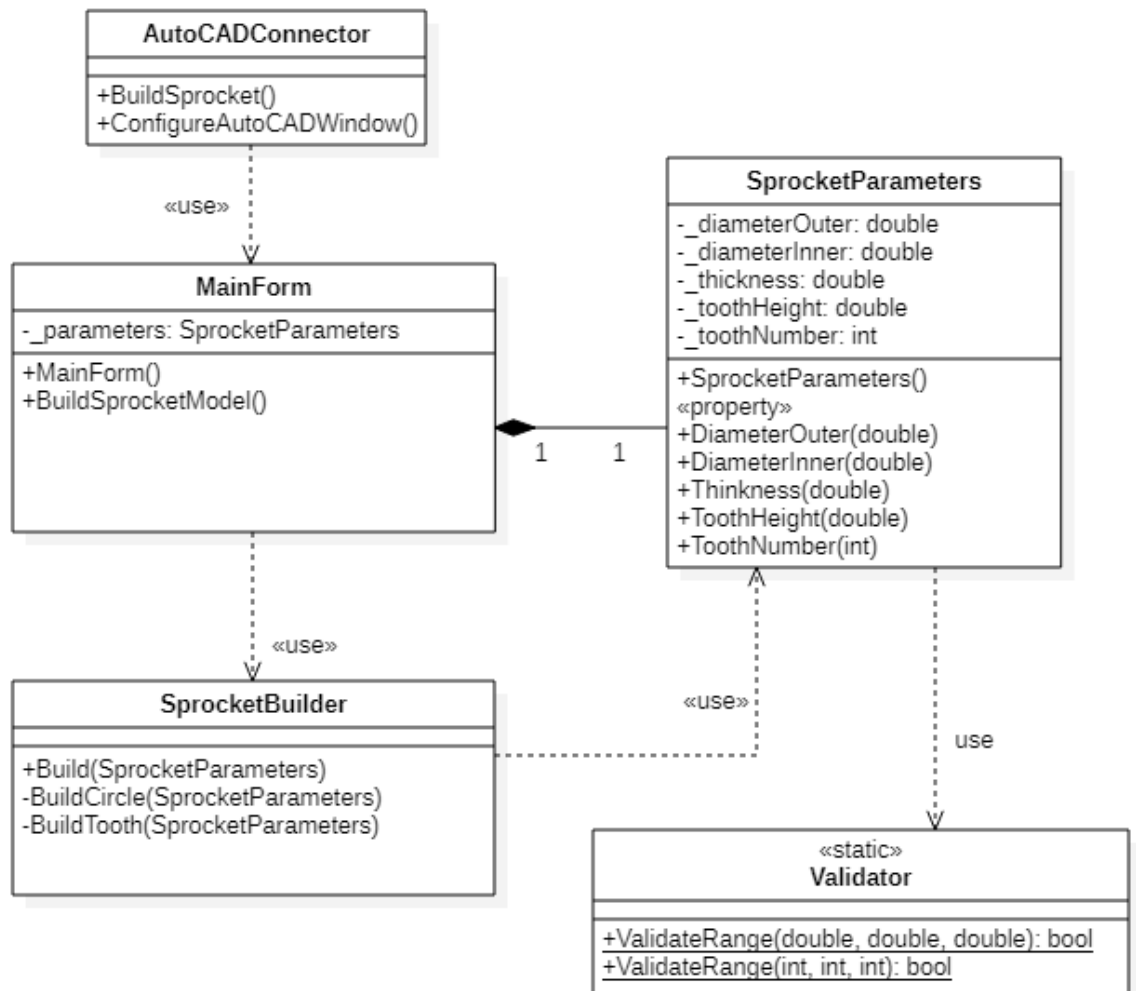 AutoCADConnector
+BuildSprocket()
+ConfigureAutoCADWindow()
«use»
MainForm
-_parameters: SprocketParameters
+MainForm()
+BuildSprocketModel()
1
1
SprocketParameters
-_diameterOuter: double
-_diameterInner: double
-_thickness: double
-_toothHeight: double
-_toothNumber: int
+SprocketParameters()
«property»
+DiameterOuter(double)
+DiameterInner(double)
+Thinkness(double)
+ToothHeight(double)
+ToothNumber(int)
«use»
SprocketBuilder
+Build(SprocketParameters)
-BuildCircle(SprocketParameters)
-BuildTooth(SprocketParameters)
«use»
use
«static»
Validator
+ValidateRange(double, double, double): bool
+ValidateRange(int, int, int): bool